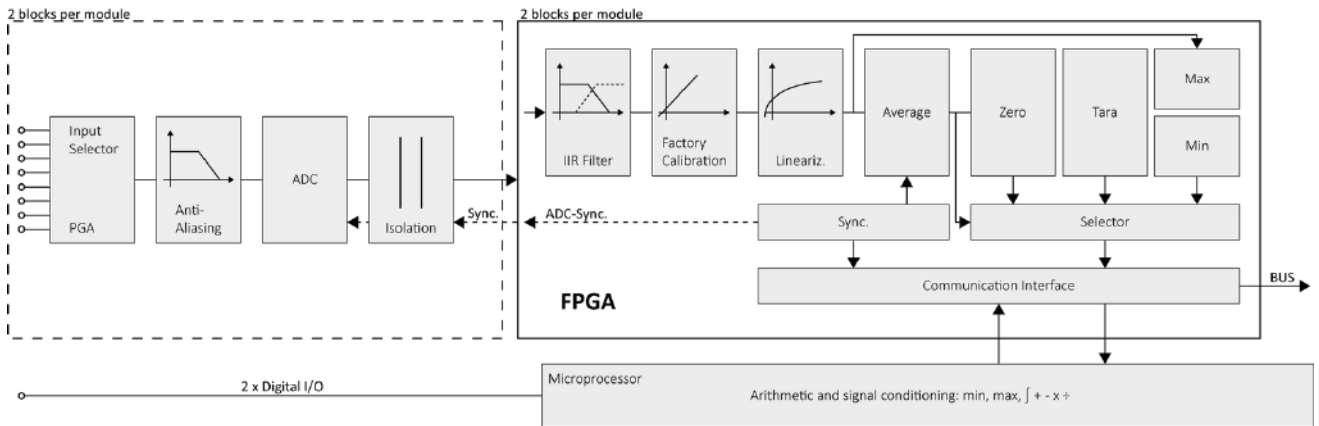 2 blocks per module
2 blocks per module
Input
Selector
PGA
Anti-
Aliasing
ADC
Isolation
Sync.
ADC-Sync.
IIR Filter
Factory
Calibration
Lineariz.
Average
Zero
Tara
Max
Min
Sync.
Selector
Communication Interface
BUS
FPGA
2 x Digital I/O
Microprocessor
Arithmetic and signal conditioning: min, max, ∫ + - x ÷